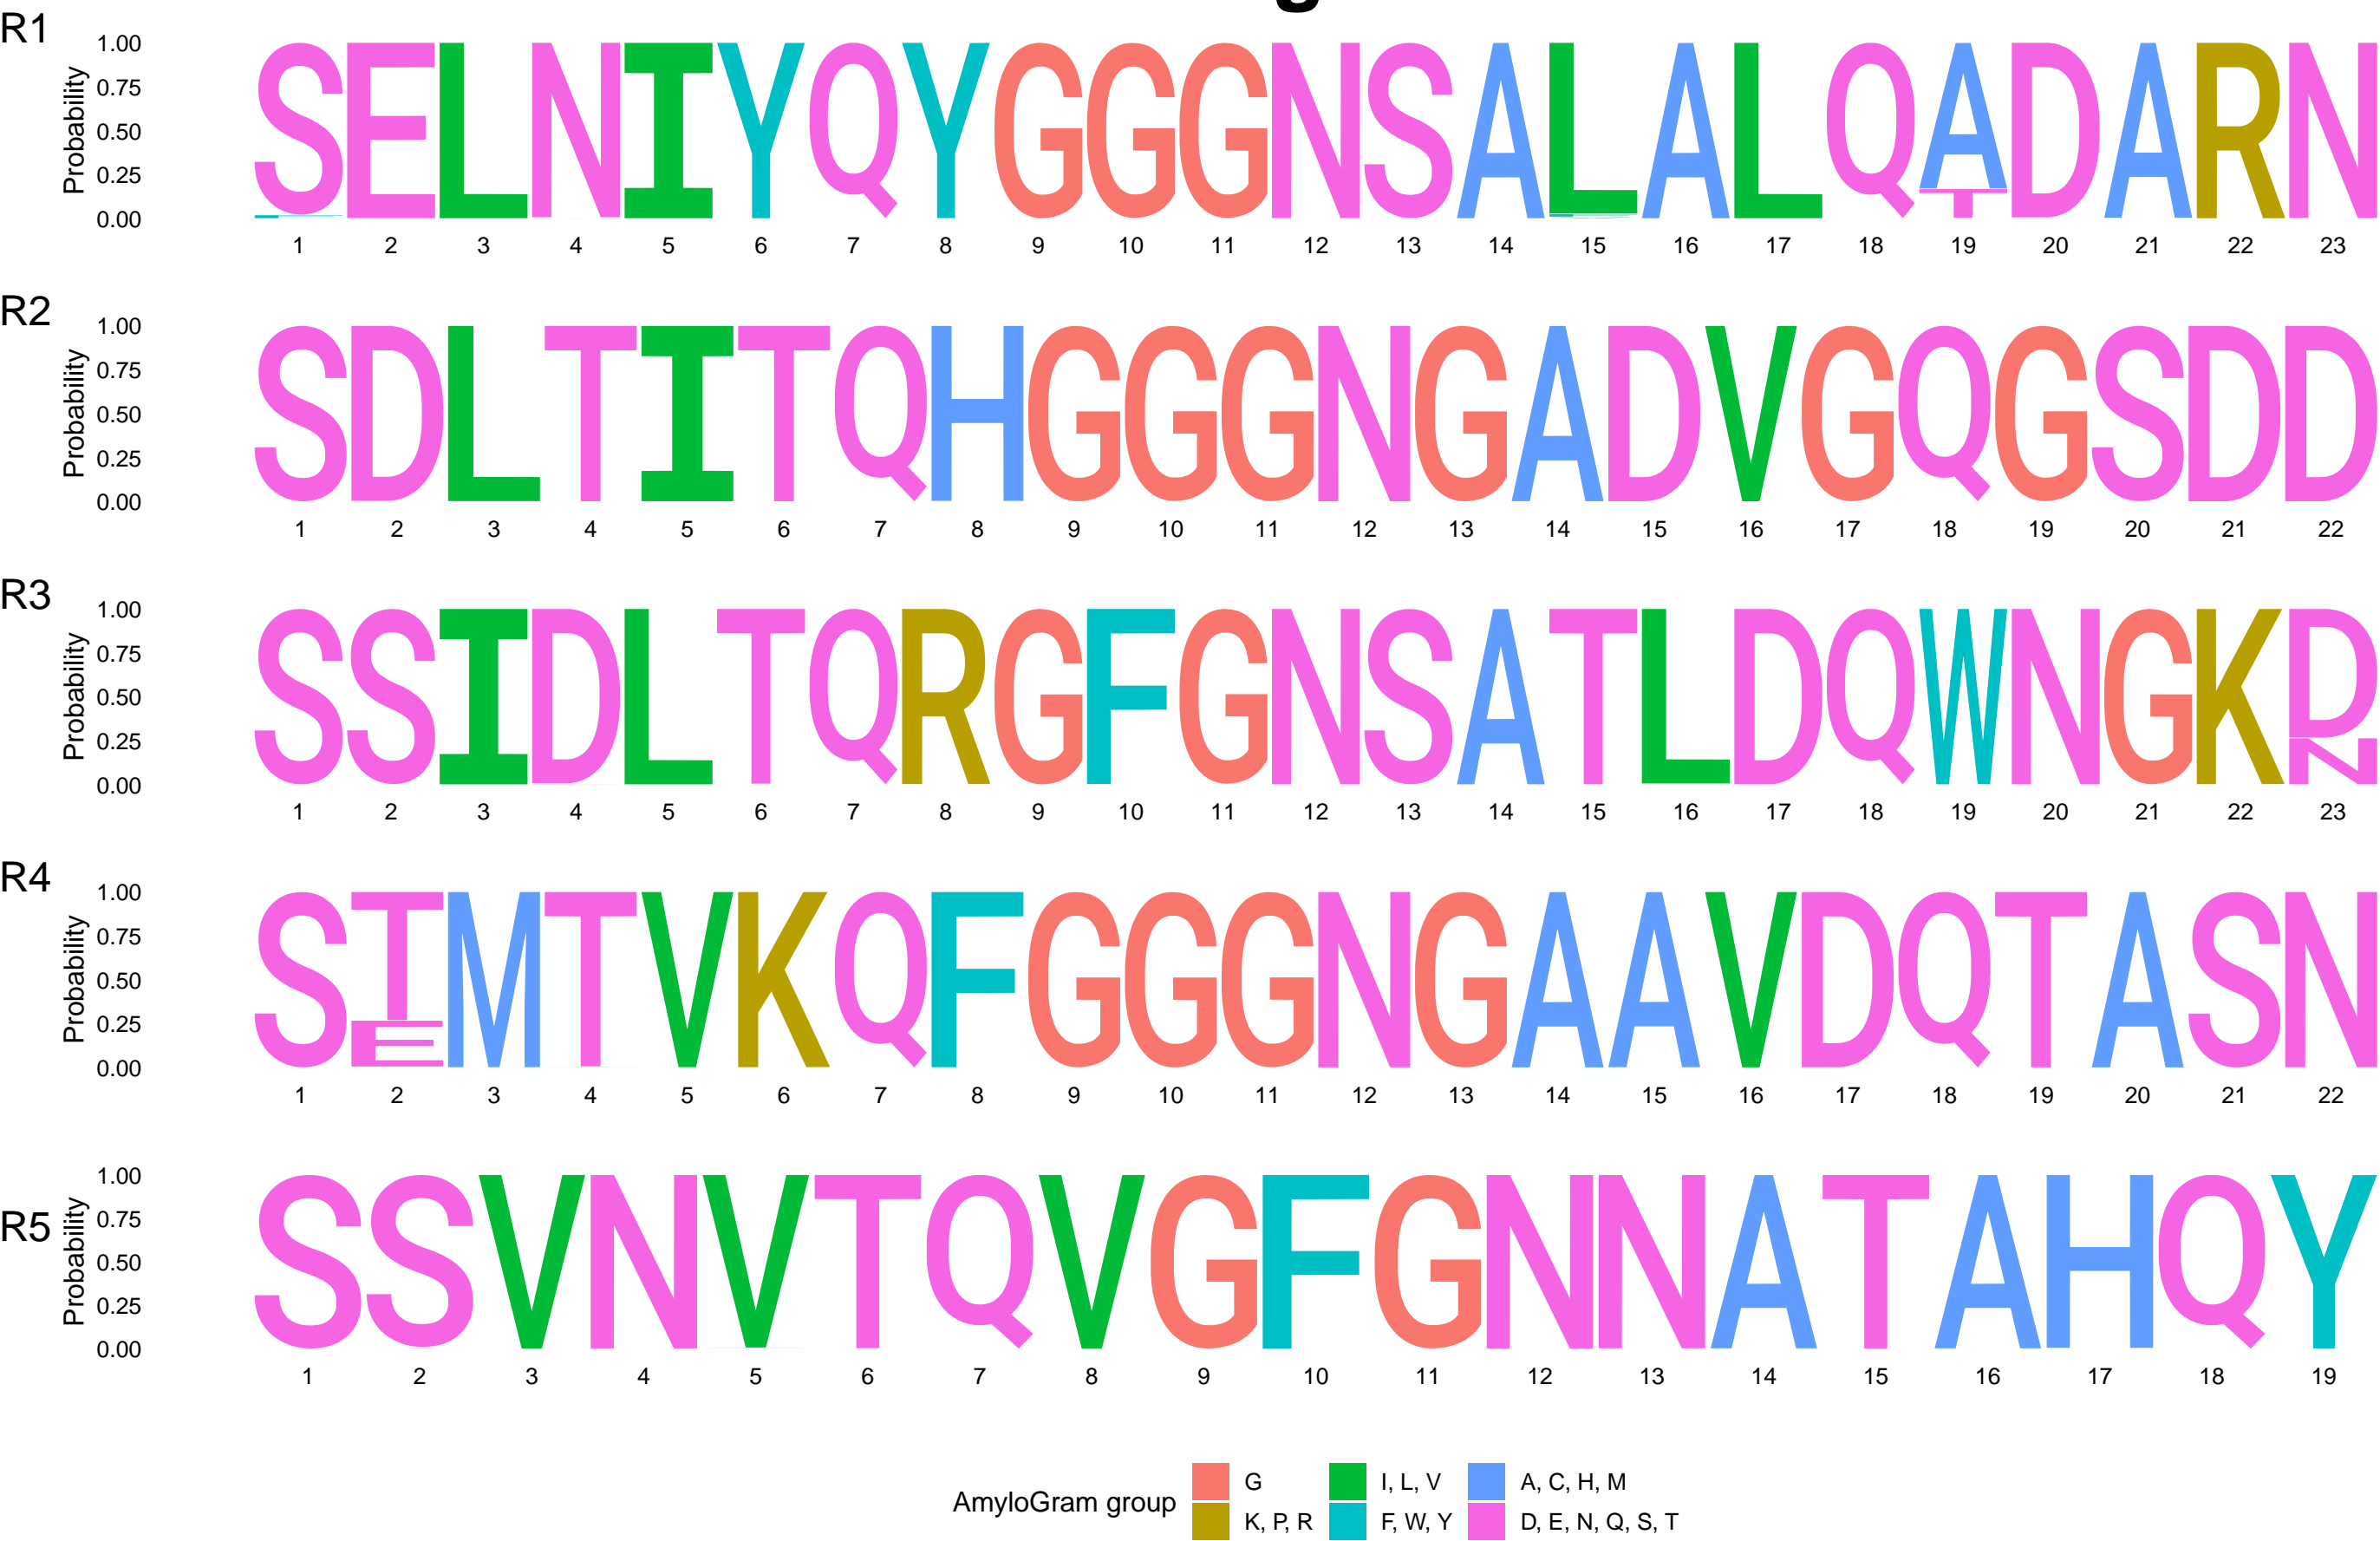 g
R1
Probability
1.00
0.75
0.50
0.25
0.00
S E L N I Y Q Y G G G N S A L A L Q A D A R N
T
1 2 3 4 5 6 7 8 9 10 11 12 13 14 15 16 17 18 19 20 21 22 23
R2
Probability
1.00
0.75
0.50
0.25
0.00
S D L T I T Q H G G G N G A D V G Q G S D D
1 2 3 4 5 6 7 8 9 10 11 12 13 14 15 16 17 18 19 20 21 22
R3
Probability
1.00
0.75
0.50
0.25
0.00
S S I D L T Q R G F G N S A T L D Q W N G K D
N
1 2 3 4 5 6 7 8 9 10 11 12 13 14 15 16 17 18 19 20 21 22 23
R4
Probability
1.00
0.75
0.50
0.25
0.00
S T M T V K Q F G G G N G A A V D Q T A S N
E
1 2 3 4 5 6 7 8 9 10 11 12 13 14 15 16 17 18 19 20 21 22
R5
Probability
1.00
0.75
0.50
0.25
0.00
S S V N V T Q V G F G N N A T A H Q Y
1 2 3 4 5 6 7 8 9 10 11 12 13 14 15 16 17 18 19
AmyloGram group
G I, L, V A, C, H, M
K, P, R F, W, Y D, E, N, Q, S, T